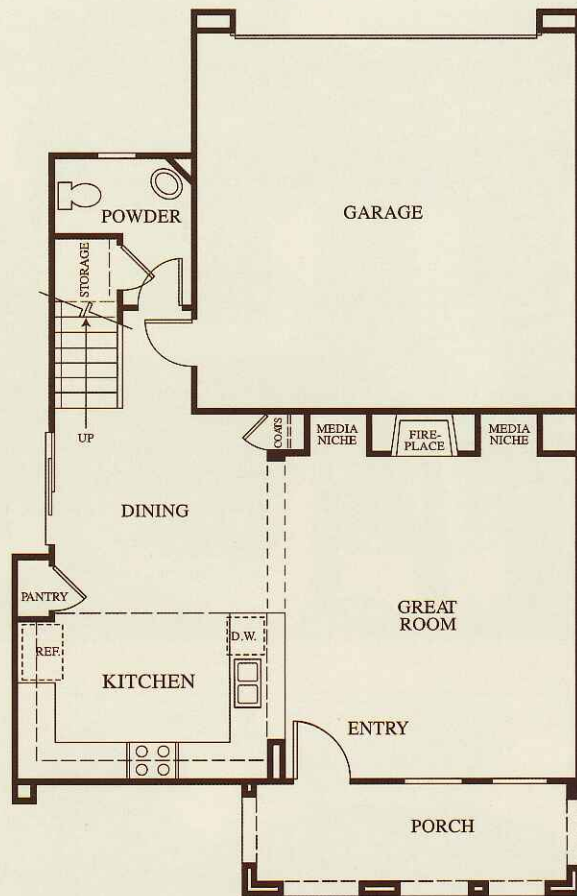 POWDER
GARAGE
STORAGE
UP
COATS
MEDIA
NICHE
FIRE-
PLACE
MEDIA
NICHE
DINING
PANTRY
GREAT
ROOM
REF.
D.W.
KITCHEN
ENTRY
PORCH